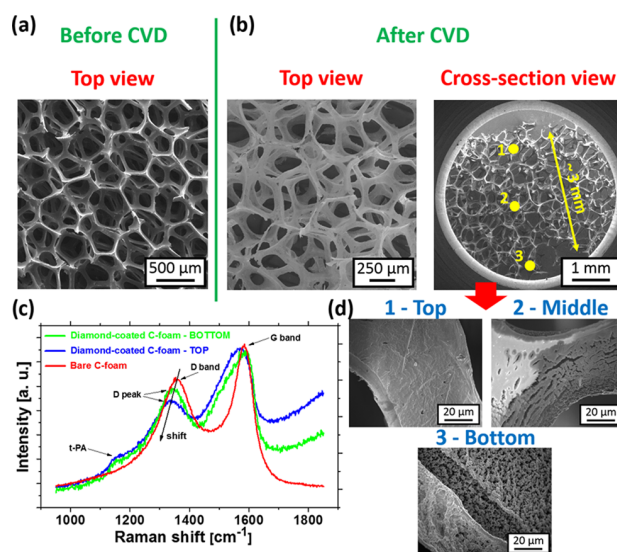 (a)
Before CVD
Top view
500 µm
(b)
After CVD
Top view
Cross-section view
250 µm
1
2
3
~3 mm
1 mm
(c)
Diamond-coated C-foam - BOTTOM
Diamond-coated C-foam - TOP
Bare C-foam
G band
D band
D peak
shift
t-PA
Intensity [a. u.]
1000 1200 1400 1600 1800
Raman shift [cm⁻¹]
(d)
1 - Top
20 µm
2 - Middle
20 µm
3 - Bottom
20 µm